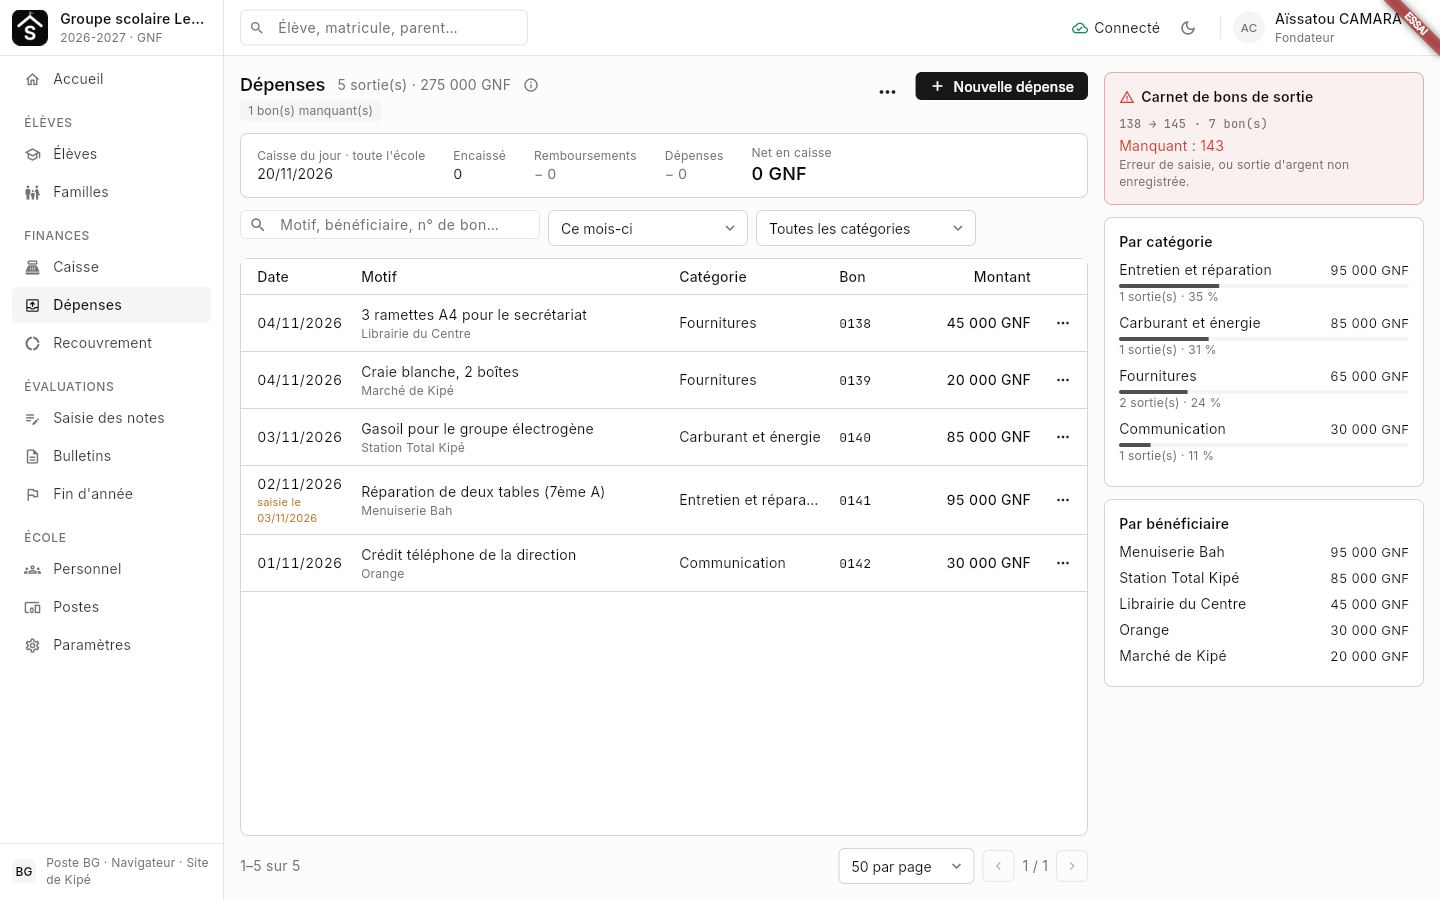 Groupe scolaire Le...
2026-2027 · GNF
Élève, matricule, parent...
Connecté
AC
Aïssatou CAMARA
Fondateur
ESSAI
Accueil
ÉLÈVES
Élèves
Familles
FINANCES
Caisse
Dépenses
Recouvrement
ÉVALUATIONS
Saisie des notes
Bulletins
Fin d'année
ÉCOLE
Personnel
Postes
Paramètres
BG
Poste BG · Navigateur · Site
de Kipé
Dépenses 5 sortie(s) · 275 000 GNF
1 bon(s) manquant(s)
+ Nouvelle dépense
Caisse du jour · toute l'école
20/11/2026
Encaissé
0
Remboursements
– 0
Dépenses
– 0
Net en caisse
0 GNF
Motif, bénéficiaire, n° de bon...
Ce mois-ci
Toutes les catégories
Date Motif Catégorie Bon Montant
04/11/2026 3 ramettes A4 pour le secrétariat Fournitures 0138 45 000 GNF
Librairie du Centre
04/11/2026 Craie blanche, 2 boîtes Fournitures 0139 20 000 GNF
Marché de Kipé
03/11/2026 Gasoil pour le groupe électrogène Carburant et énergie 0140 85 000 GNF
Station Total Kipé
02/11/2026 Réparation de deux tables (7ème A) Entretien et répara... 0141 95 000 GNF
saisie le
03/11/2026
Menuiserie Bah
01/11/2026 Crédit téléphone de la direction Communication 0142 30 000 GNF
Orange
1–5 sur 5
50 par page
1 / 1
Carnet de bons de sortie
138 → 145 · 7 bon(s)
Manquant : 143
Erreur de saisie, ou sortie d'argent non
enregistrée.
Par catégorie
Entretien et réparation 95 000 GNF
1 sortie(s) · 35 %
Carburant et énergie 85 000 GNF
1 sortie(s) · 31 %
Fournitures 65 000 GNF
2 sortie(s) · 24 %
Communication 30 000 GNF
1 sortie(s) · 11 %
Par bénéficiaire
Menuiserie Bah 95 000 GNF
Station Total Kipé 85 000 GNF
Librairie du Centre 45 000 GNF
Orange 30 000 GNF
Marché de Kipé 20 000 GNF